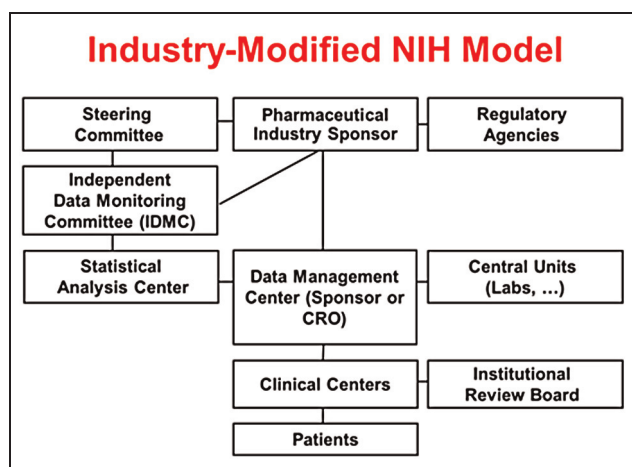 Industry-Modified NIH Model
Steering
Committee
Pharmaceutical
Industry Sponsor
Regulatory
Agencies
Independent
Data Monitoring
Committee (IDMC)
Statistical
Analysis Center
Data Management
Center (Sponsor or
CRO)
Central Units
(Labs, …)
Clinical Centers
Institutional
Review Board
Patients